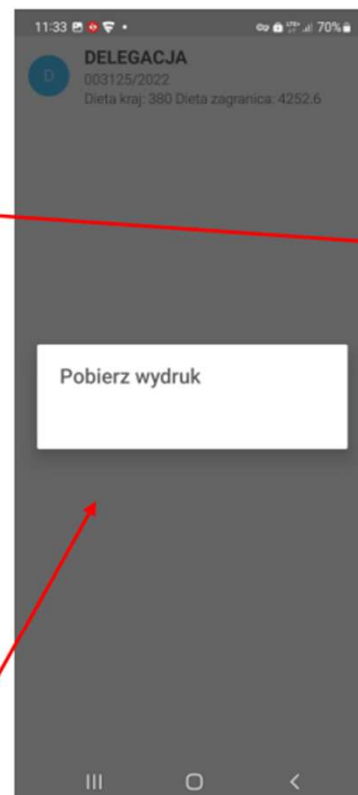 11:33 70%
DELEGACJA
D
003125/2022
Dieta kraj: 380 Dieta zagranica: 4252.6
Pobierz wydruk